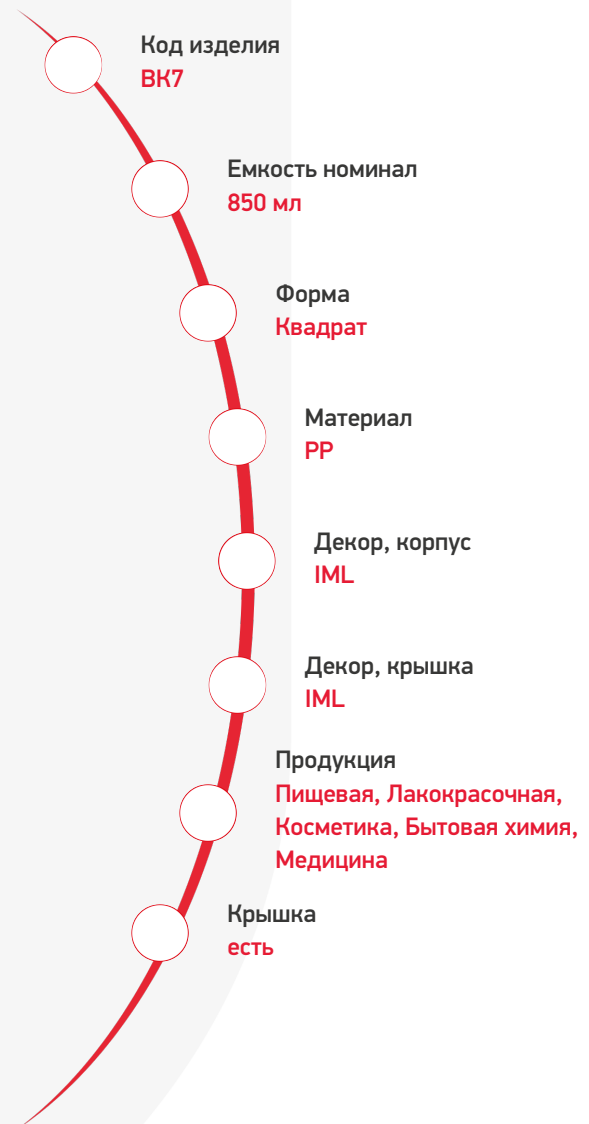 Код изделия
ВК7
Емкость номинал
850 мл
Форма
Квадрат
Материал
PP
Декор, корпус
IML
Декор, крышка
IML
Продукция
Пищевая, Лакокрасочная,
Косметика, Бытовая химия,
Медицина
Крышка
есть